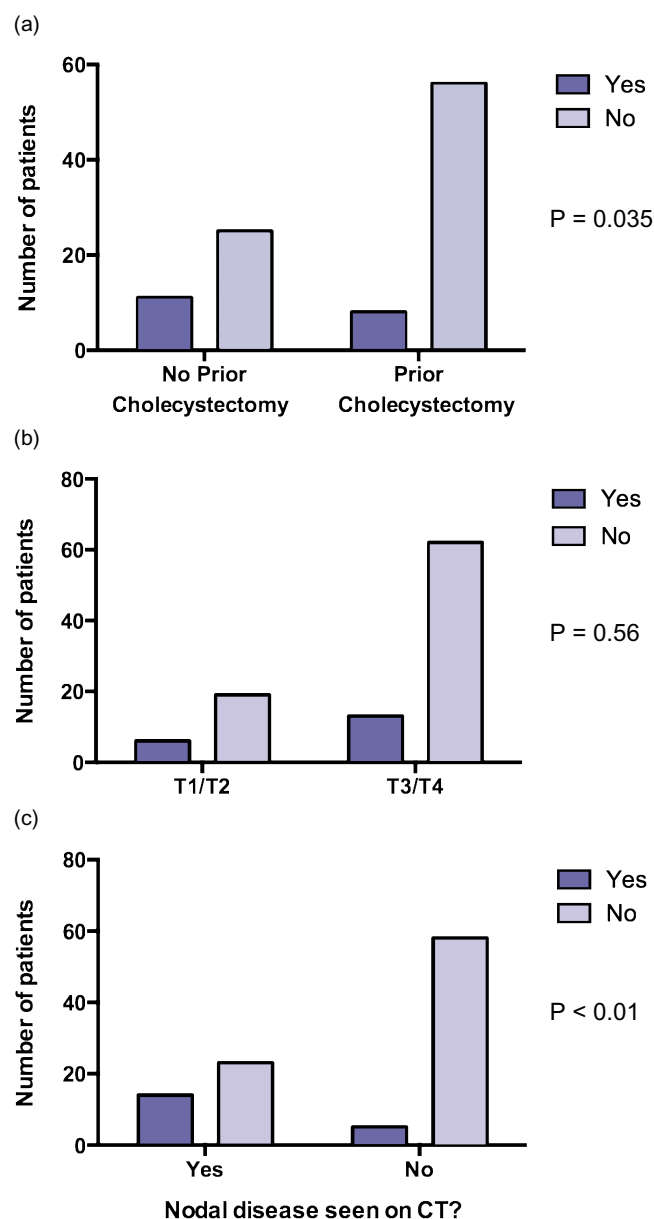 (a)
Number of patients
60
40
20
0
No Prior
Cholecystectomy
Prior
Cholecystectomy
Yes
No
P = 0.035
(b)
Number of patients
80
60
40
20
0
T1/T2
T3/T4
Yes
No
P = 0.56
(c)
Number of patients
80
60
40
20
0
Yes
No
Nodal disease seen on CT?
Yes
No
P < 0.01